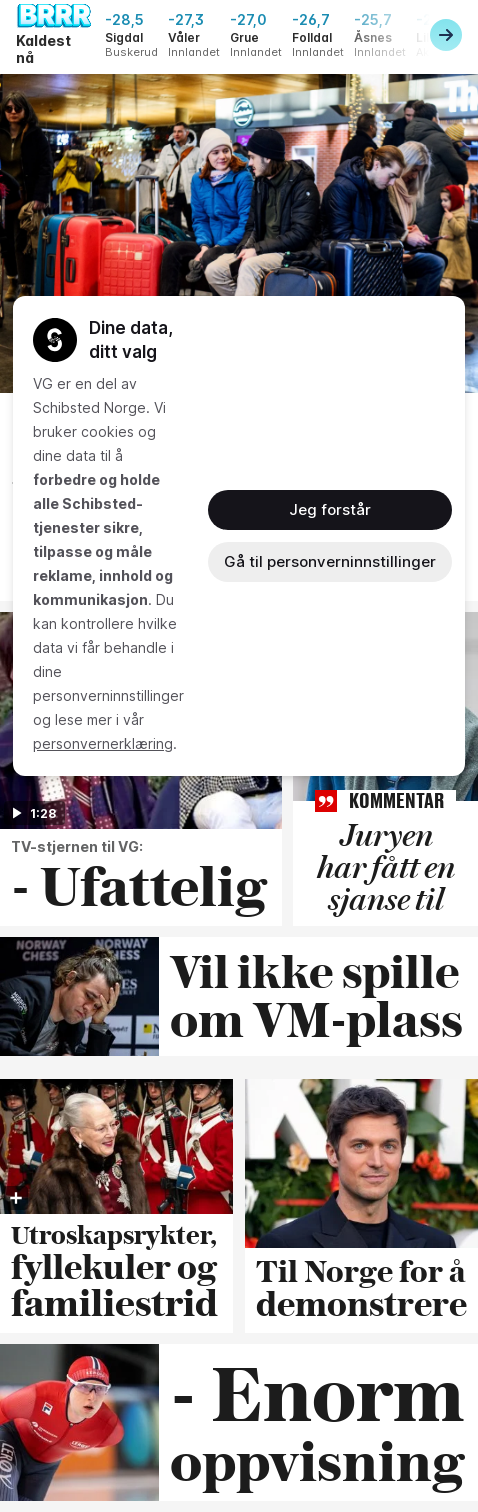 BRRR
Kaldest
nå
-28,5
Sigdal
Buskerud
-27,3
Våler
Innlandet
-27,0
Grue
Innlandet
-26,7
Folldal
Innlandet
-25,7
Åsnes
Innlandet
Dine data,
ditt valg
VG er en del av
Schibsted Norge. Vi
bruker cookies og
dine data til å
forbedre og holde
alle Schibsted-
tjenester sikre,
tilpasse og måle
reklame, innhold og
kommunikasjon. Du
kan kontrollere hvilke
data vi får behandle i
dine
personverninnstillinger
og lese mer i vår
personvernerklæring.
Jeg forstår
Gå til personverninnstillinger
1:28
TV-stjernen til VG:
- Ufattelig
KOMMENTAR
Juryen
har fått en
sjanse til
NORWAY
CHESS
NORWAY
CHESS
Vil ikke spille
om VM-plass
Utroskapsrykter,
fyllekuler og
familiestrid
Til Norge for å
demonstrere
LERØY
- Enorm
oppvisning